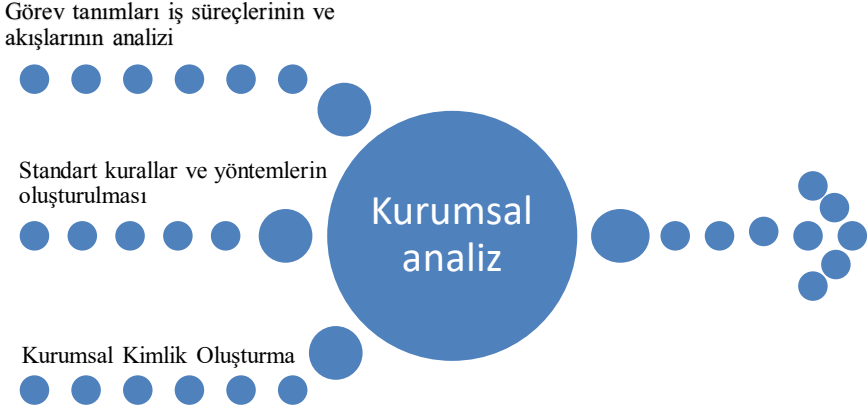 Görev tanımları iş süreçlerinin ve
akışlarının analizi
Standart kurallar ve yöntemlerin
oluşturulması
Kurumsal
analiz
Kurumsal Kimlik Oluşturma